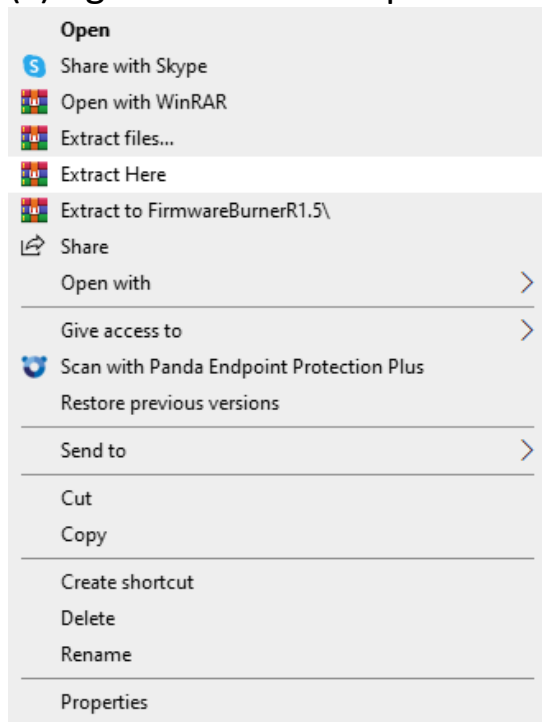 Open
Share with Skype
Open with WinRAR
Extract files...
Extract Here
Extract to FirmwareBurnerR1.5\
Share
Open with
Give access to
Scan with Panda Endpoint Protection Plus
Restore previous versions
Send to
Cut
Copy
Create shortcut
Delete
Rename
Properties